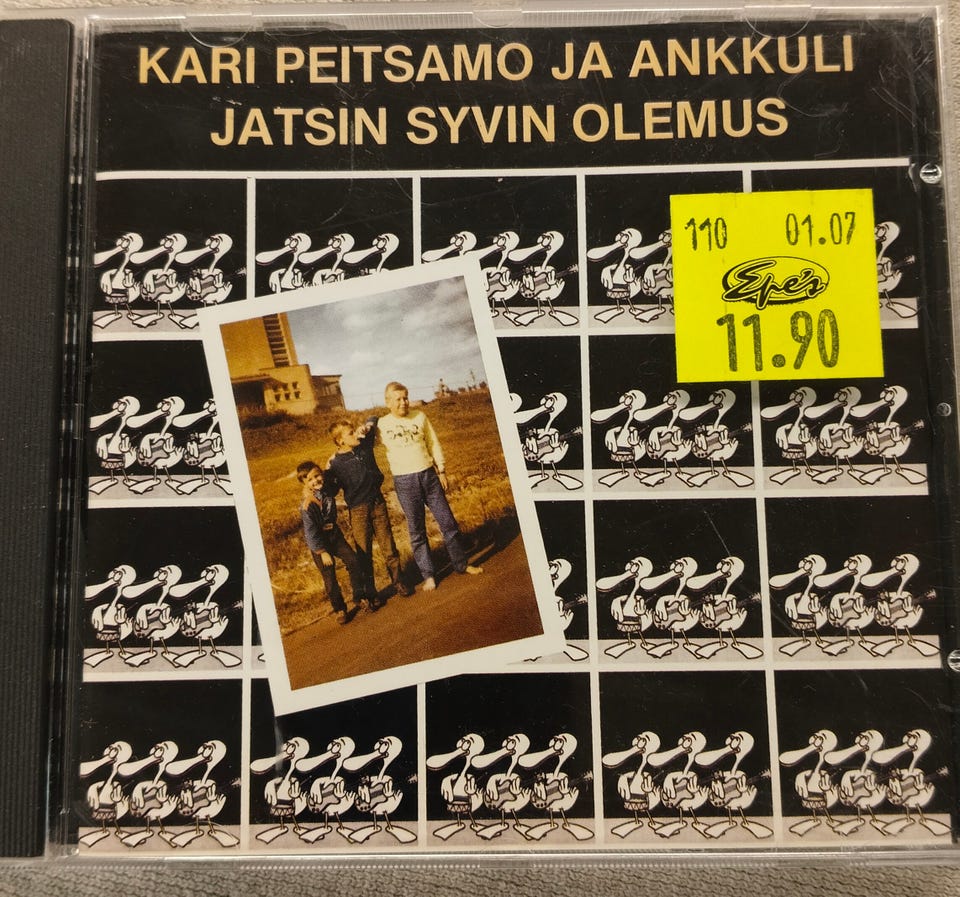 KARI PEITSAMO JA ANKKULI
JATSIN SYVIN OLEMUS
110 01.07
Epe's
11.90